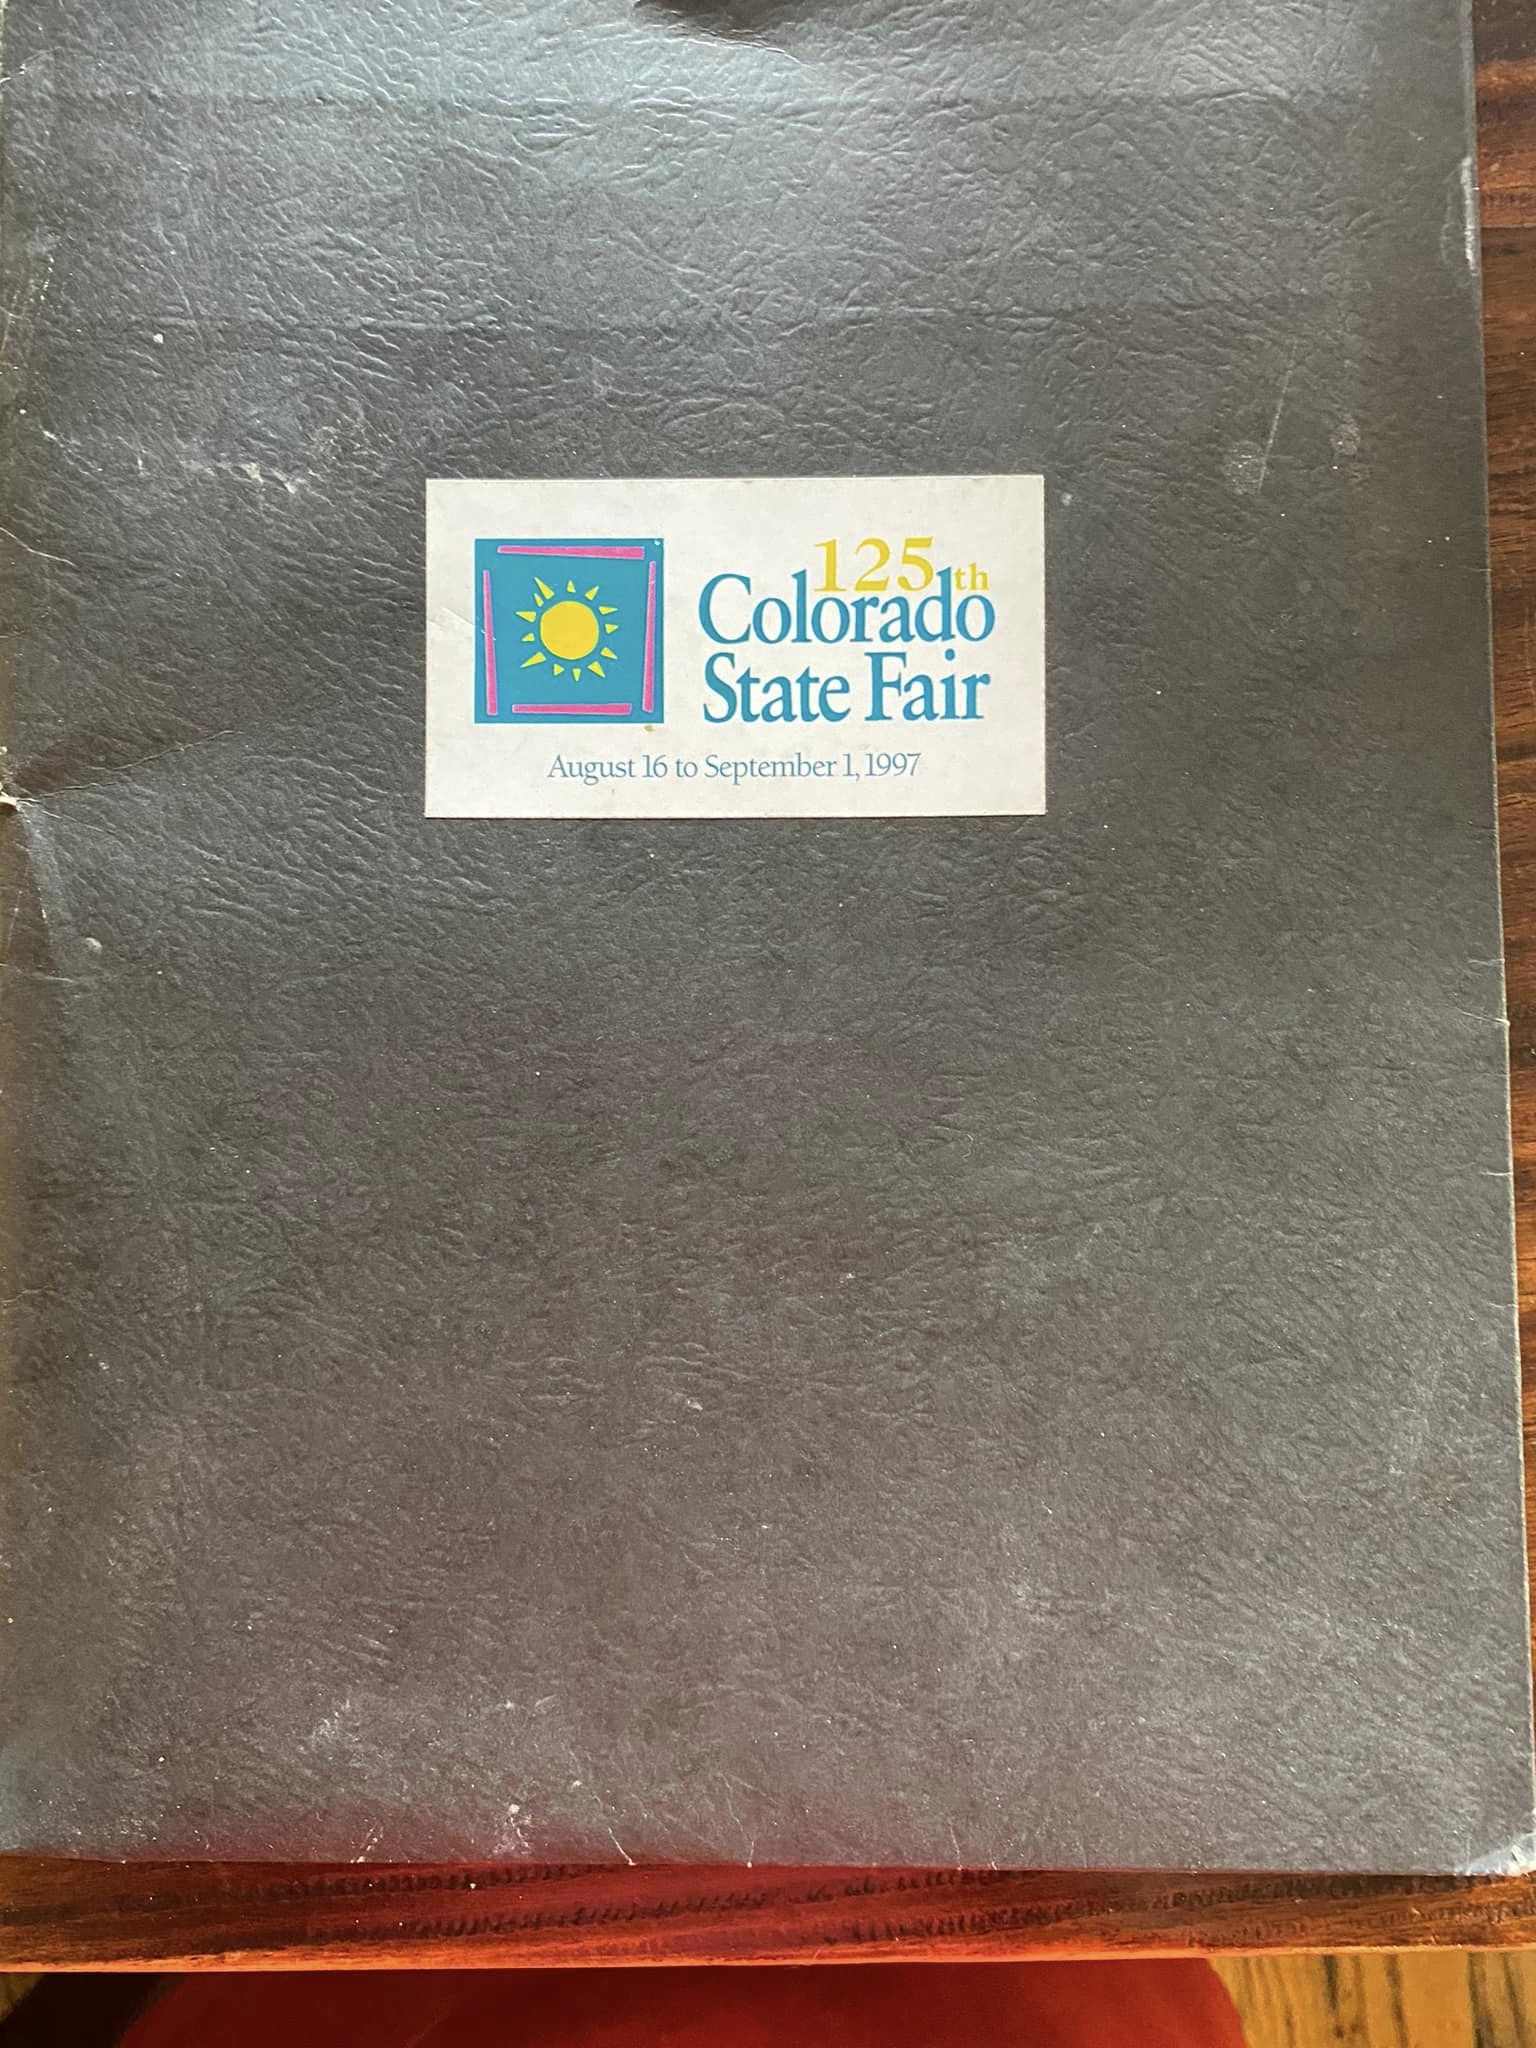 125th
Colorado
State Fair
August 16 to September 1, 1997